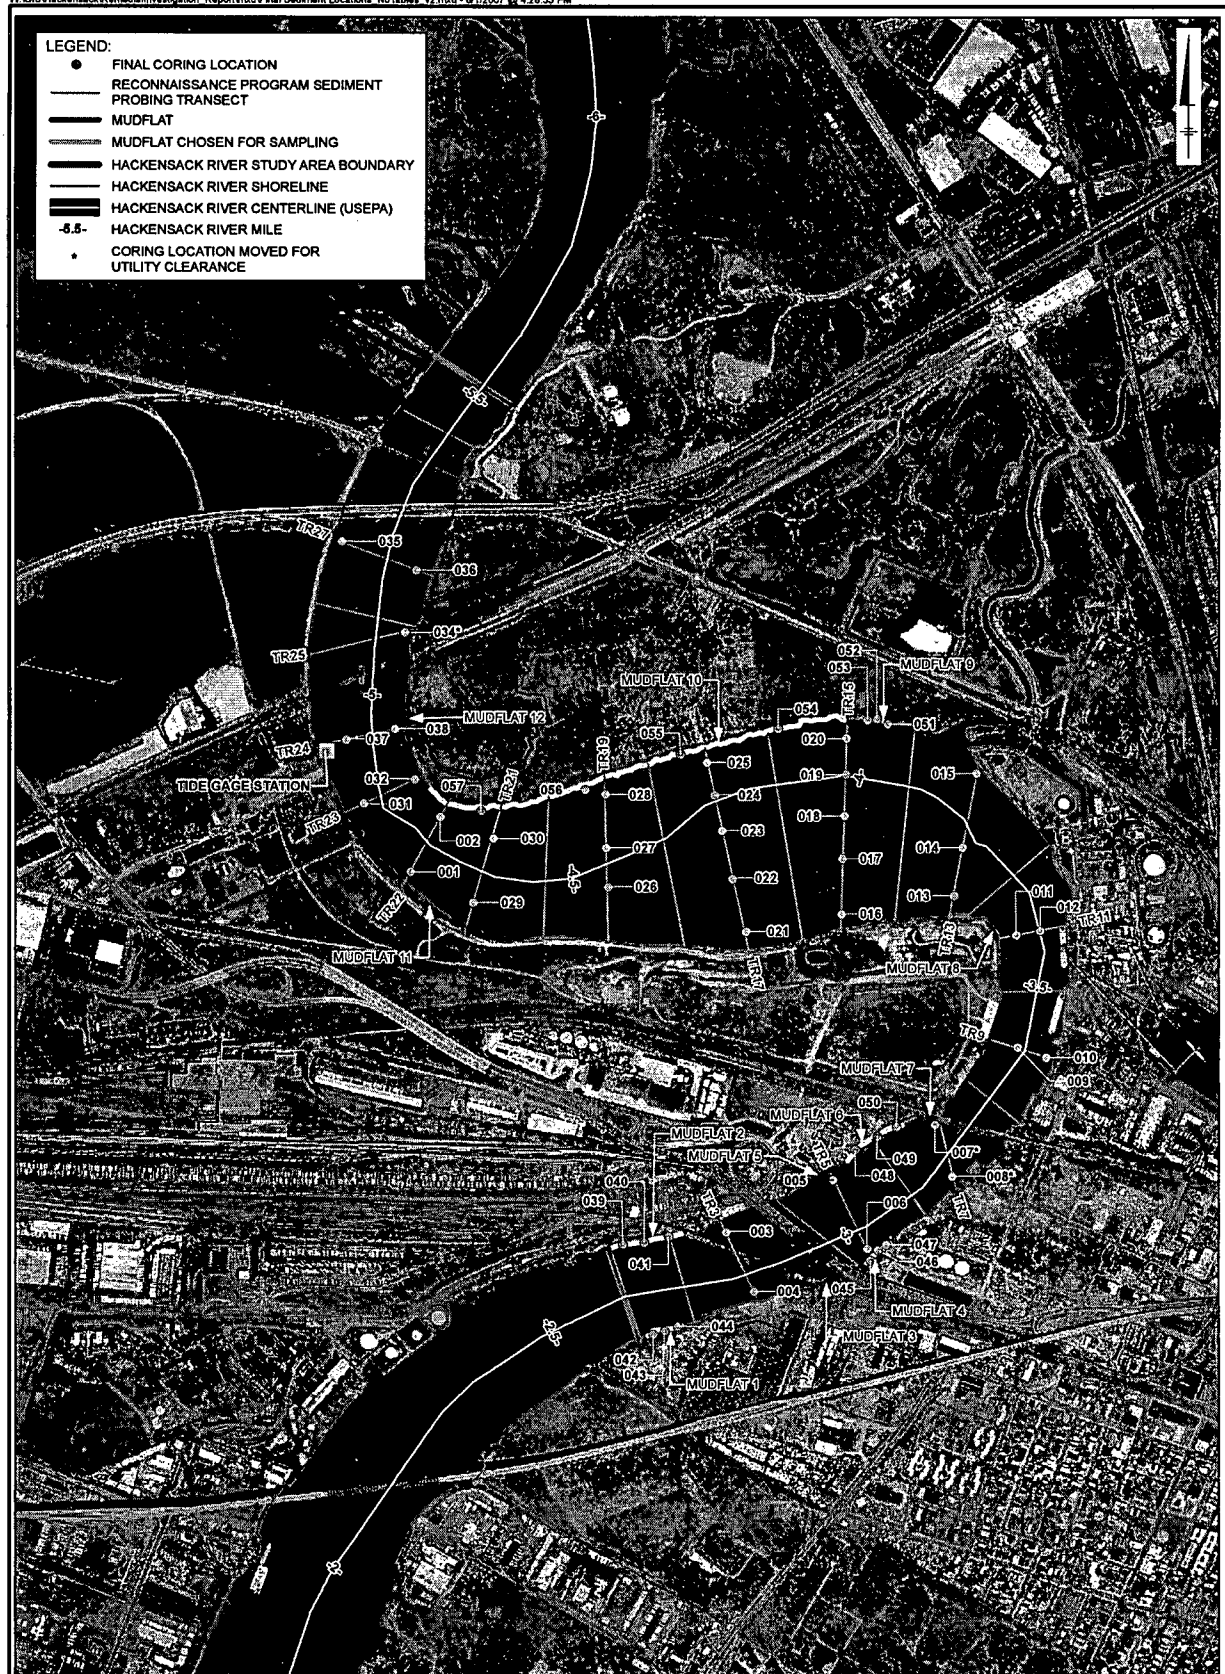 LEGEND:
FINAL CORING LOCATION
RECONNAISSANCE PROGRAM SEDIMENT
PROBING TRANSECT
MUDFLAT
MUDFLAT CHOSEN FOR SAMPLING
HACKENSACK RIVER STUDY AREA BOUNDARY
HACKENSACK RIVER SHORELINE
HACKENSACK RIVER CENTERLINE (USEPA)
-5.5- HACKENSACK RIVER MILE
* CORING LOCATION MOVED FOR
UTILITY CLEARANCE
-6-
-5.5-
035
036
034*
TR25
052
053
MUDFLAT 9
MUDFLAT 10
-5-
054
MUDFLAT 12
038
051
055
020
037
TR24
TR19
025
TIDE GAGE STATION
019
-4-
015
032
057
TR21
056
028
024
031
TR23
002
018
030
023
027
014
017
001
-4.5-
022
026
013
011
029
016
012
TR22
TR11
021
TR13
MUDFLAT 11
TR17
MUDFLAT 8
-3.5-
TR9
010
MUDFLAT 7
009
050
MUDFLAT 6
MUDFLAT 2
007*
MUDFLAT 5
049
048
008*
005
040
TR7
039
TR3
006
003
-3-
047
041
046
045
004
MUDFLAT 4
-2.5-
044
MUDFLAT 3
042
043
MUDFLAT 1
-2-